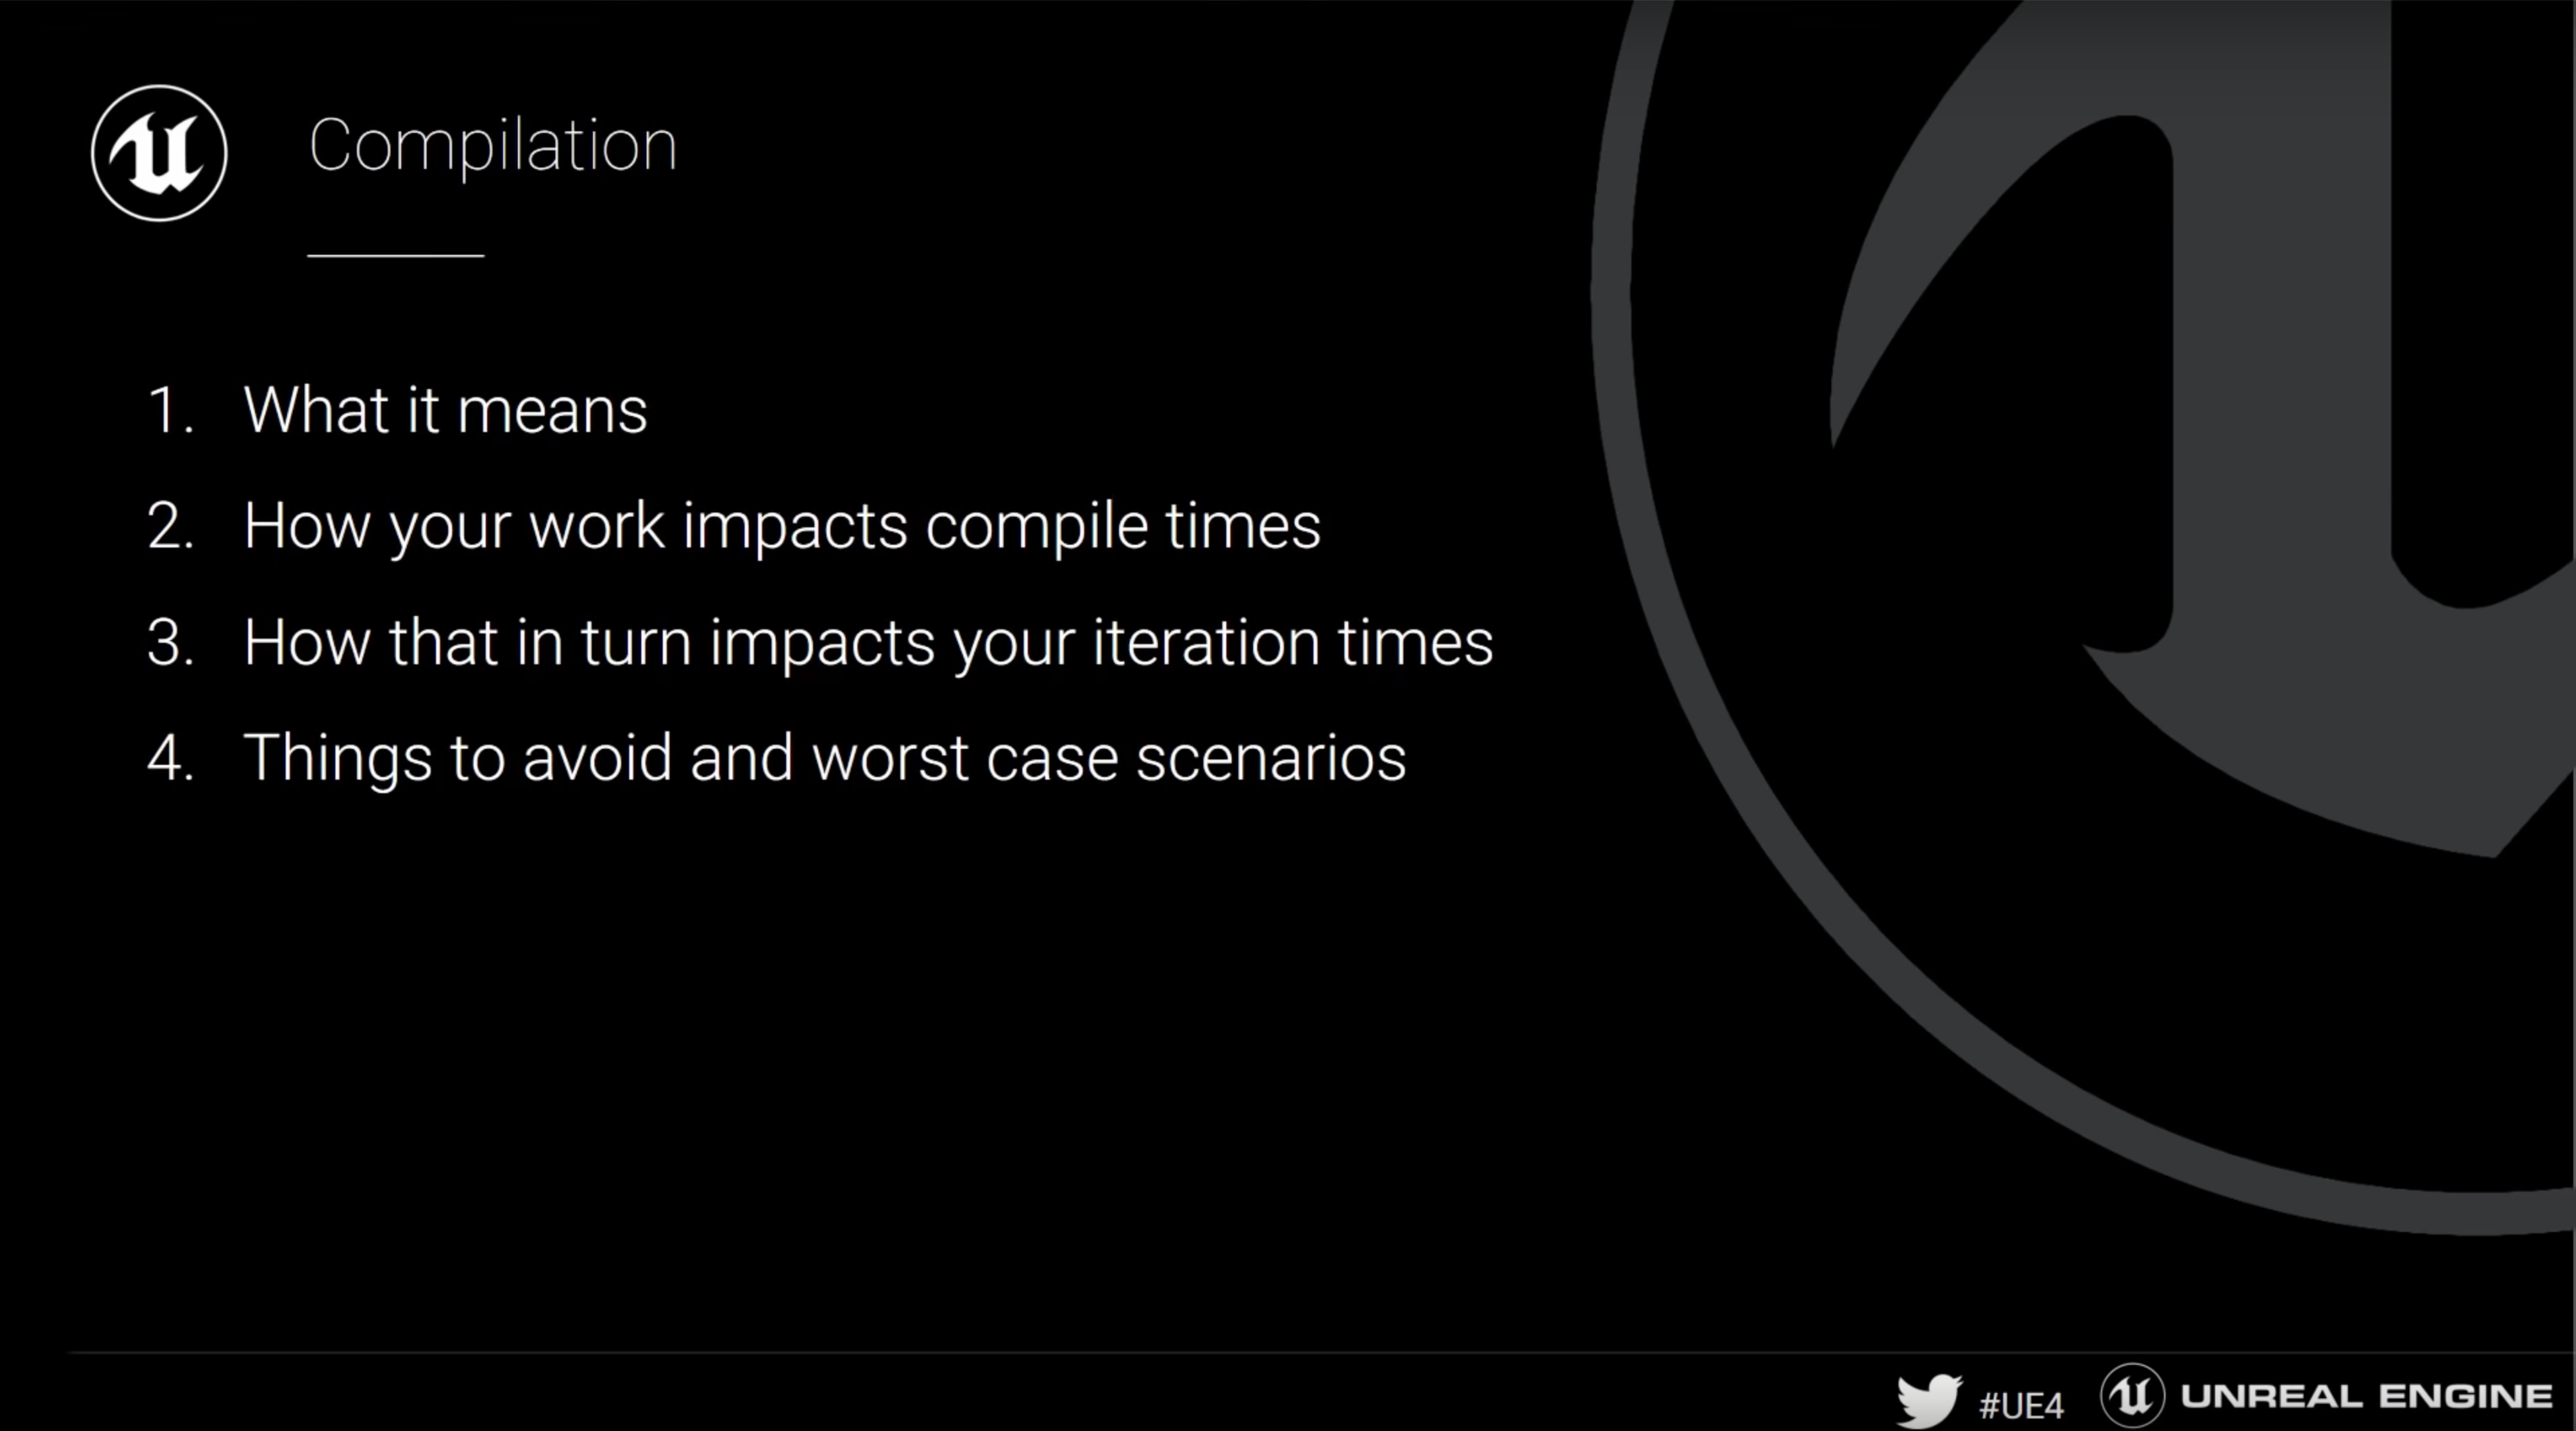 Compilation
1. What it means
2. How your work impacts compile times
3. How that in turn impacts your iteration times
4. Things to avoid and worst case scenarios
#UE4 UNREAL ENGINE